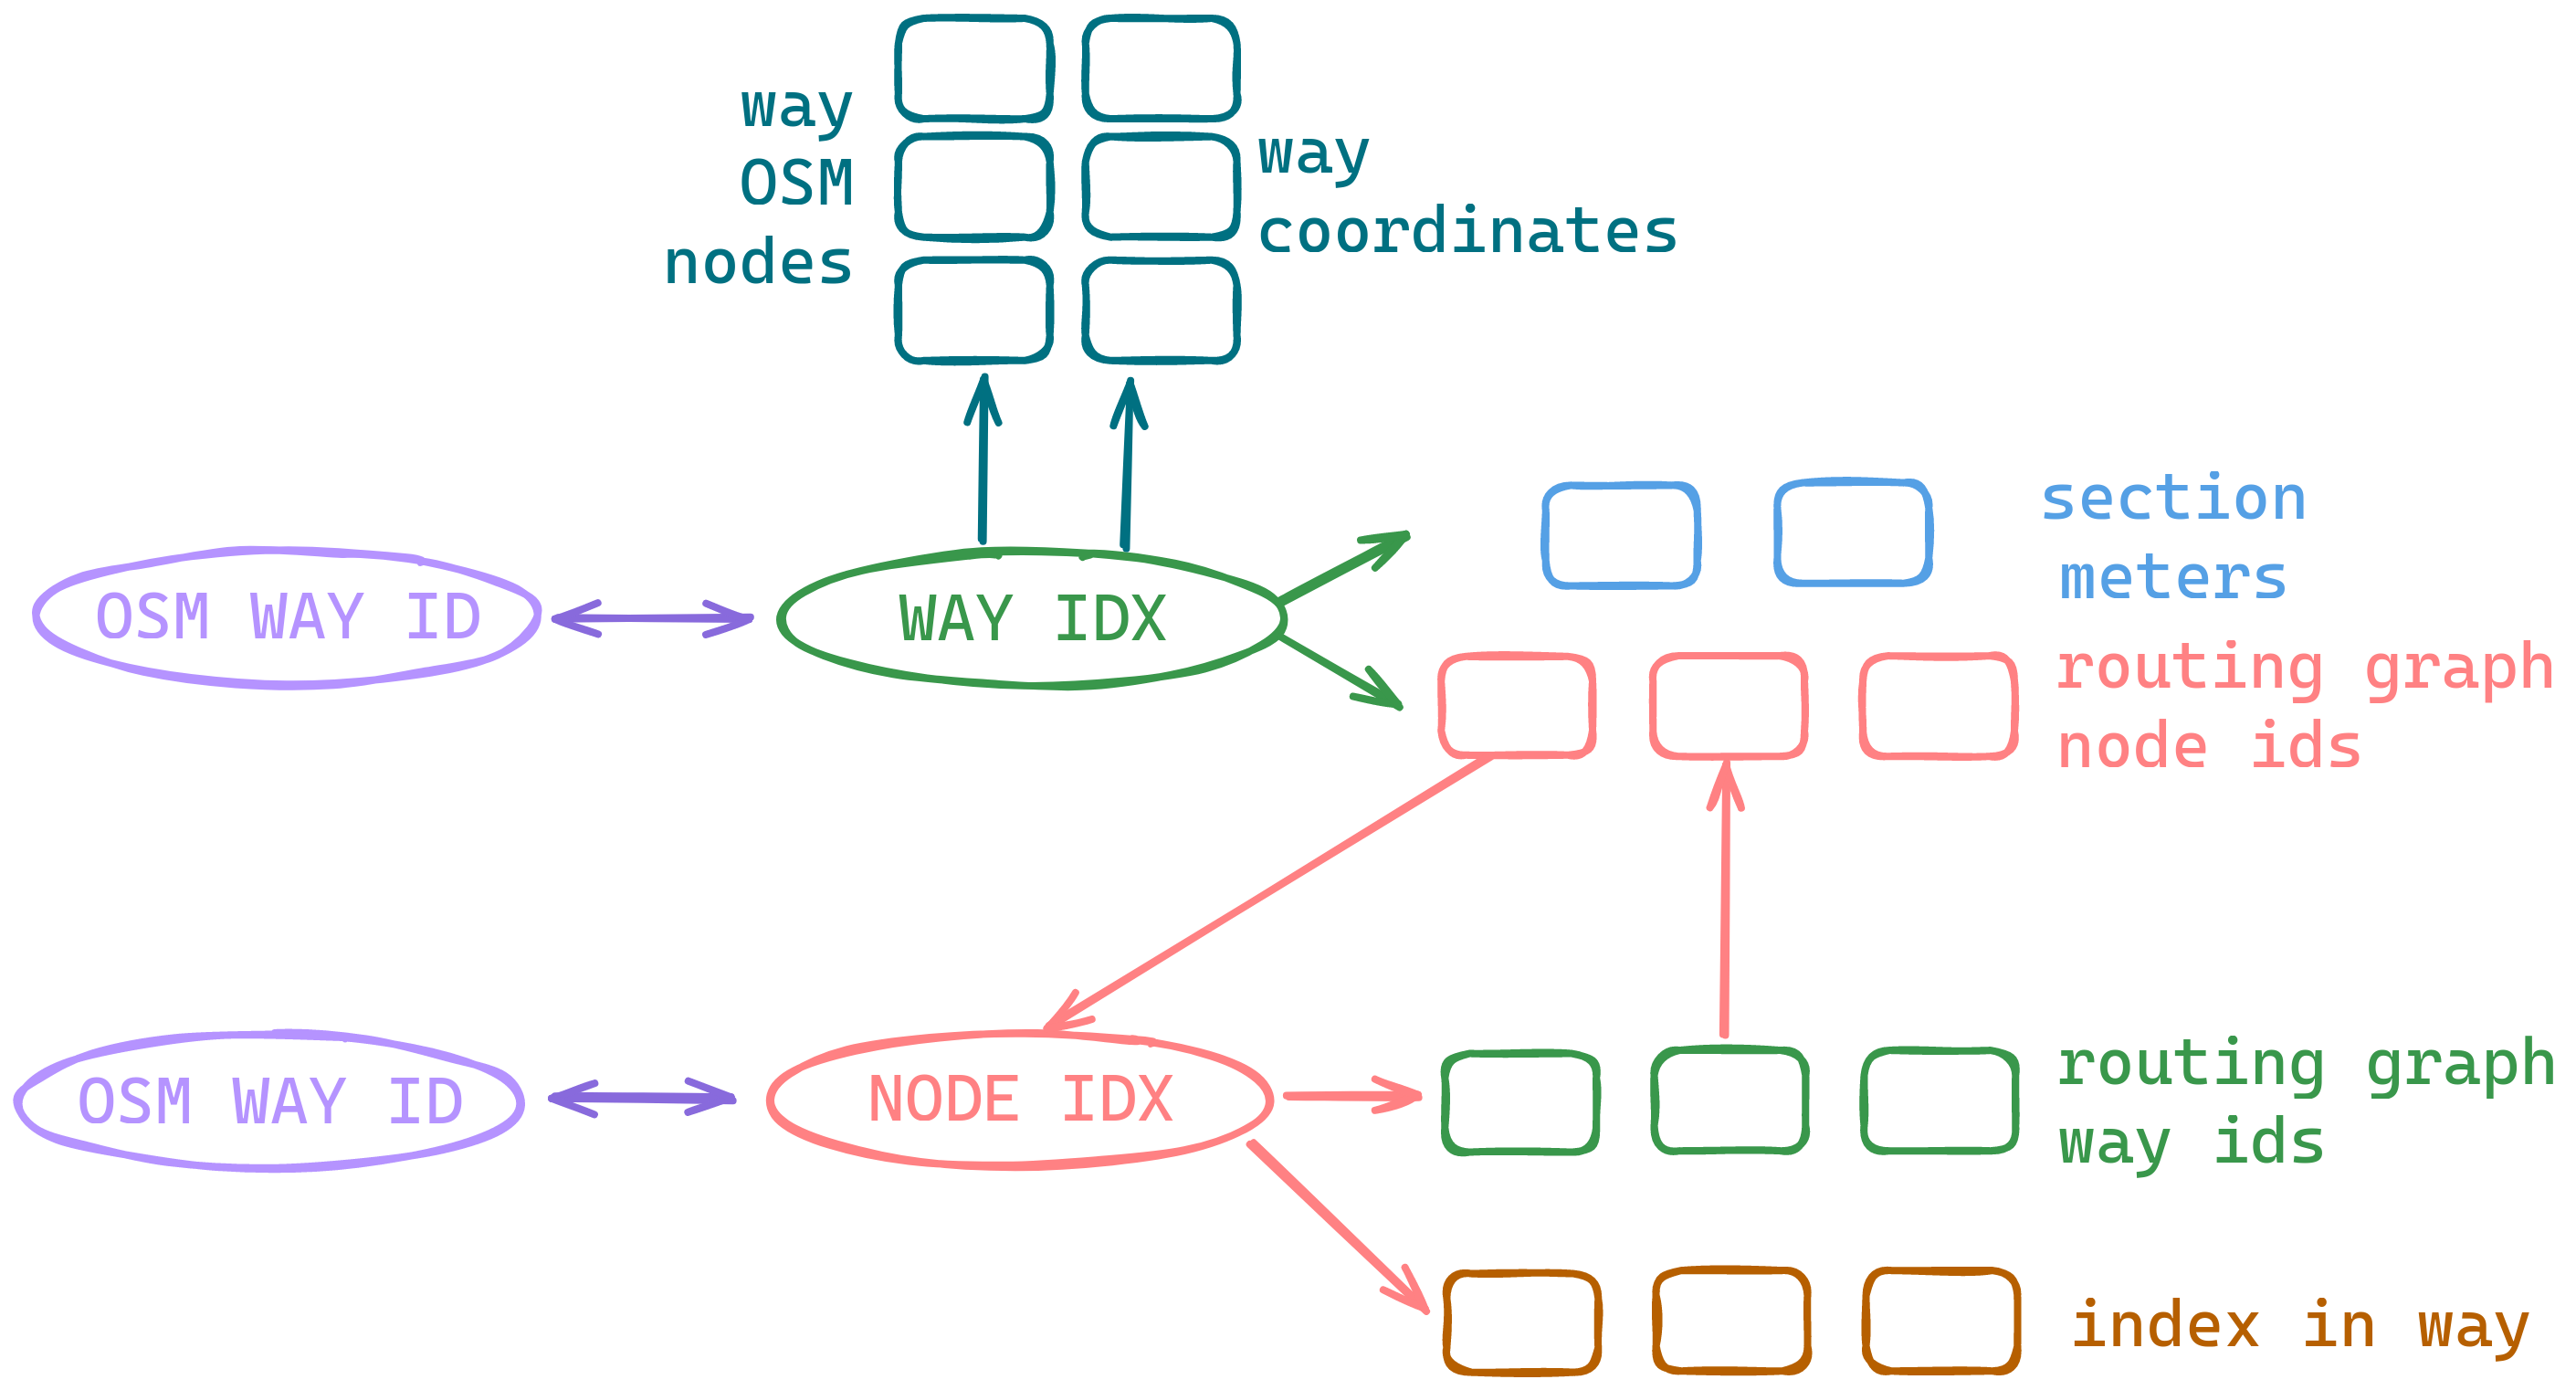 way
OSM
nodes
way
coordinates
section
meters
OSM WAY ID
WAY IDX
routing graph
node ids
OSM WAY ID
NODE IDX
routing graph
way ids
index in way